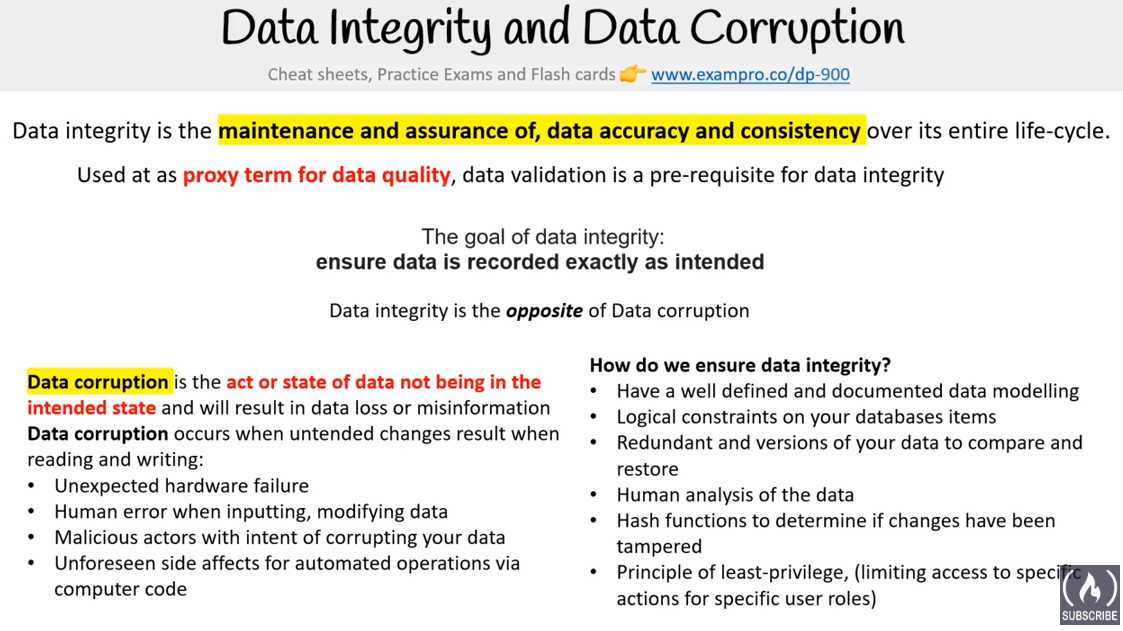 Data Integrity and Data Corruption
Cheat sheets, Practice Exams and Flash cards 👉 www.exampro.co/dp-900
Data integrity is the maintenance and assurance of, data accuracy and consistency over its entire life-cycle.
Used at as proxy term for data quality, data validation is a pre-requisite for data integrity
The goal of data integrity:
ensure data is recorded exactly as intended
Data integrity is the opposite of Data corruption
Data corruption is the act or state of data not being in the
intended state and will result in data loss or misinformation
Data corruption occurs when untended changes result when
reading and writing:
• Unexpected hardware failure
• Human error when inputting, modifying data
• Malicious actors with intent of corrupting your data
• Unforeseen side affects for automated operations via
computer code
How do we ensure data integrity?
• Have a well defined and documented data modelling
• Logical constraints on your databases items
• Redundant and versions of your data to compare and
restore
• Human analysis of the data
• Hash functions to determine if changes have been
tampered
• Principle of least-privilege, (limiting access to specific
actions for specific user roles)
SUBSCRIBE